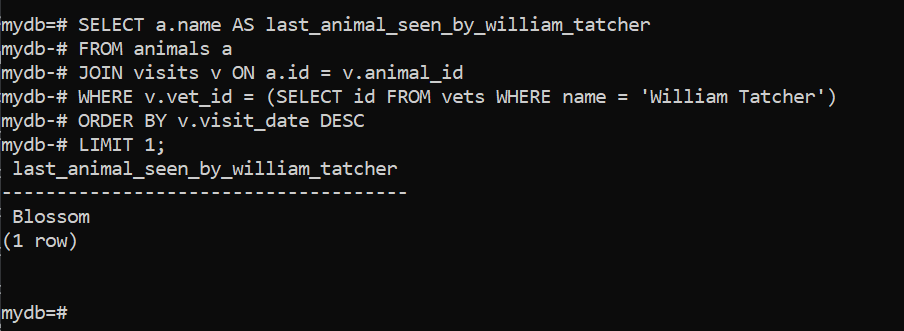 mydb=# SELECT a.name AS last_animal_seen_by_william_tatcher
mydb-# FROM animals a
mydb-# JOIN visits v ON a.id = v.animal_id
mydb-# WHERE v.vet_id = (SELECT id FROM vets WHERE name = 'William Tatcher')
mydb-# ORDER BY v.visit_date DESC
mydb-# LIMIT 1;
 last_animal_seen_by_william_tatcher
-------------------------------------
 Blossom
(1 row)
mydb=#